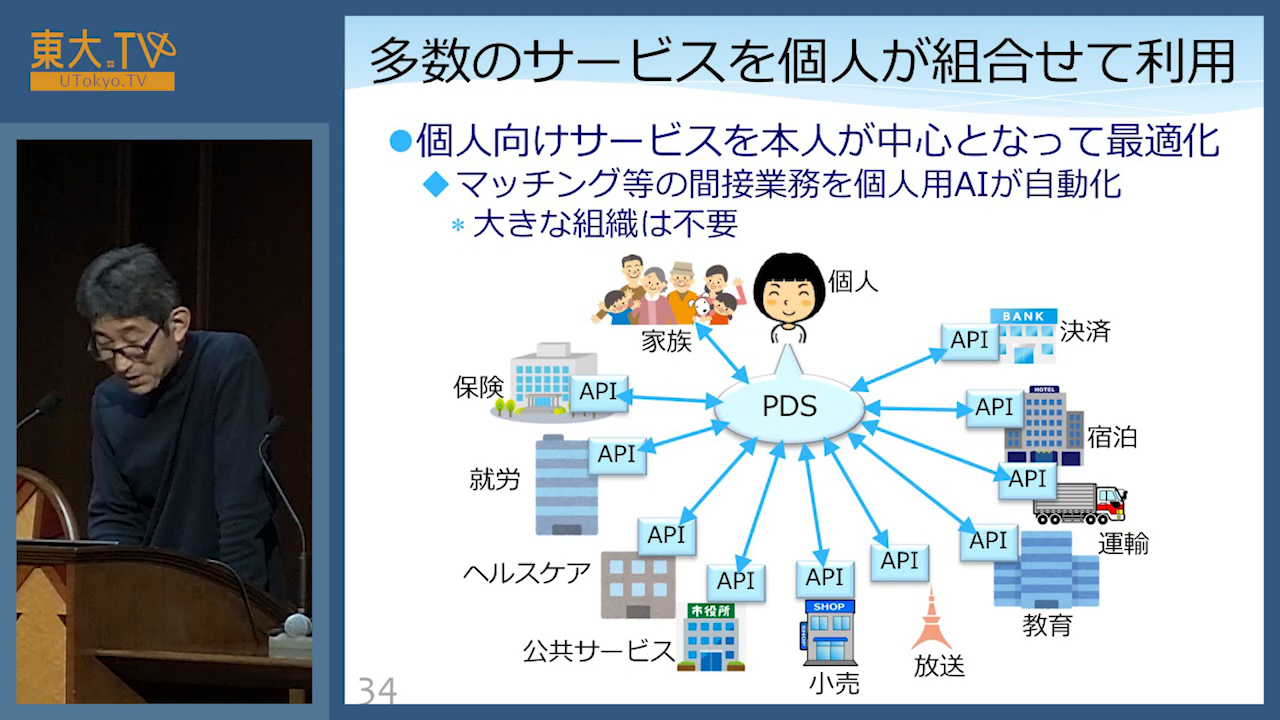 東大.TV
UTokyo.TV
多数のサービスを個人が組合せて利用
●個人向けサービスを本人が中心となって最適化
◆マッチング等の間接業務を個人用AIが自動化
*大きな組織は不要
個人
家族
BANK
API
決済
保険
API
PDS
HOTEL
API
宿泊
就労
API
API
運輸
API
API
ヘルスケア
API
API
API
教育
市役所
SHOP
SHOP
公共サービス
放送
小売
34